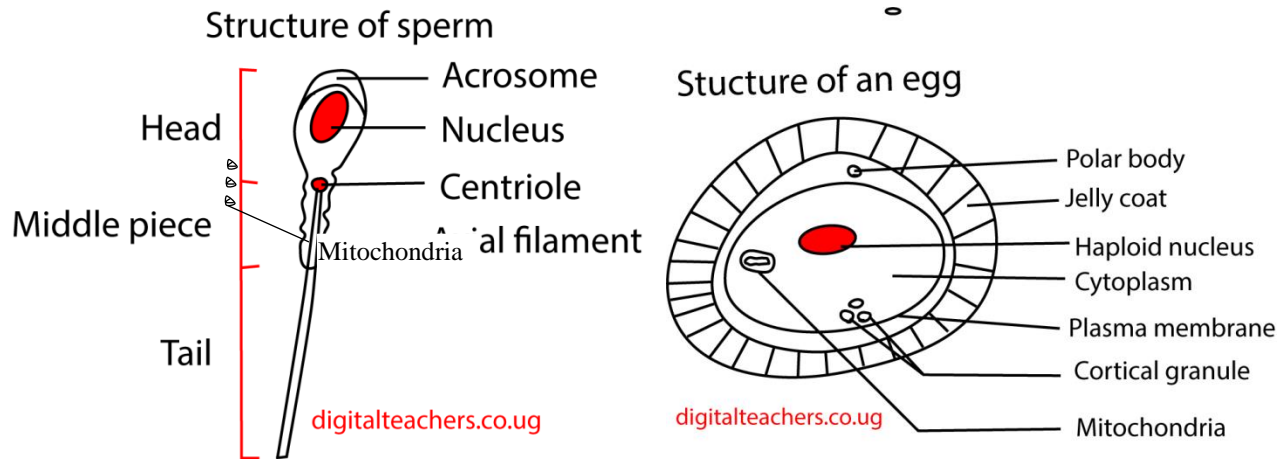 Structure of sperm
Acrosome
Head
Nucleus
Centriole
Middle piece
Mitochondria
filament
Tail
digitalteachers.co.ug
Stucture of an egg
Polar body
Jelly coat
Haploid nucleus
Cytoplasm
Plasma membrane
Cortical granule
Mitochondria
digitalteachers.co.ug